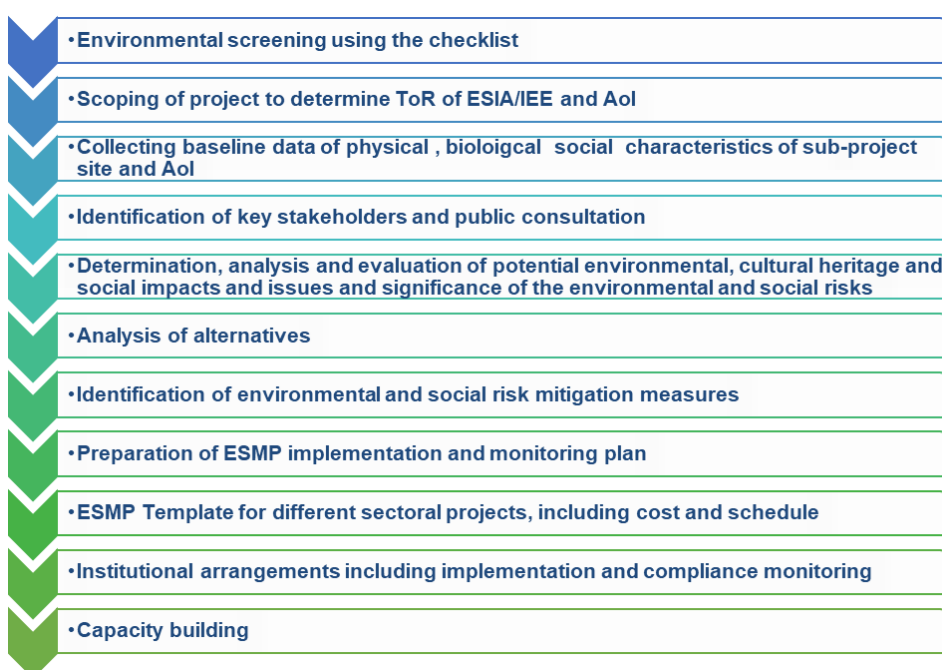 •Environmental screening using the checklist
•Scoping of project to determine ToR of ESIA/IEE and AoI
•Collecting baseline data of physical , bioloigcal social characteristics of sub-project
site and AoI
•Identification of key stakeholders and public consultation
•Determination, analysis and evaluation of potential environmental, cultural heritage and
social impacts and issues and significance of the environmental and social risks
•Analysis of alternatives
•Identification of environmental and social risk mitigation measures
•Preparation of ESMP implementation and monitoring plan
•ESMP Template for different sectoral projects, including cost and schedule
•Institutional arrangements including implementation and compliance monitoring
•Capacity building